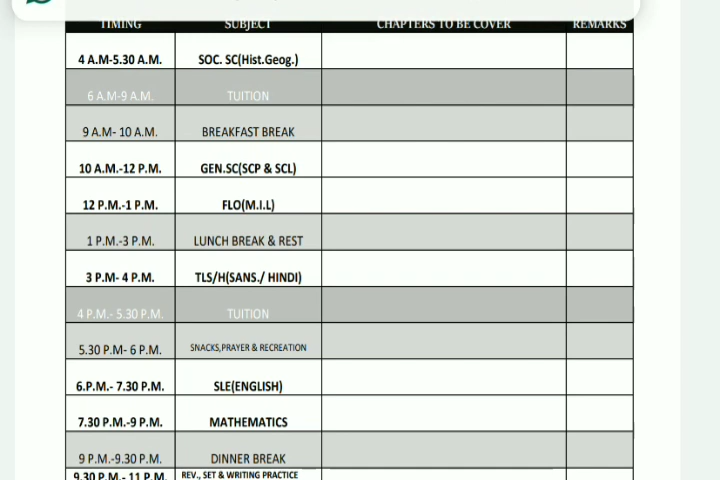 TIMING SUBJECT CHAPTERS TO BE COVER REMARKS
4 A.M-5.30 A.M. SOC. SC(Hist.Geog.)
6 A.M-9 A.M. TUITION
9 A.M- 10 A.M. BREAKFAST BREAK
10 A.M.-12 P.M. GEN.SC(SCP & SCL)
12 P.M.-1 P.M. FLO(M.I.L)
1 P.M.-3 P.M. LUNCH BREAK & REST
3 P.M- 4 P.M. TLS/H(SANS./ HINDI)
4 P.M.- 5.30 P.M. TUITION
5.30 P.M- 6 P.M. SNACKS,PRAYER & RECREATION
6.P.M.- 7.30 P.M. SLE(ENGLISH)
7.30 P.M.-9 P.M. MATHEMATICS
9 P.M.-9.30 P.M. DINNER BREAK
9.30 P.M.- 11 P.M. REV., SET & WRITING PRACTICE